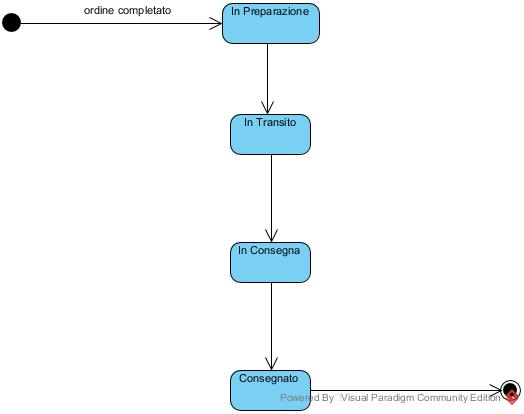 ordine completato
In Preparazione
In Transito
In Consegna
Consegnato
Powered By Visual Paradigm Community Edition